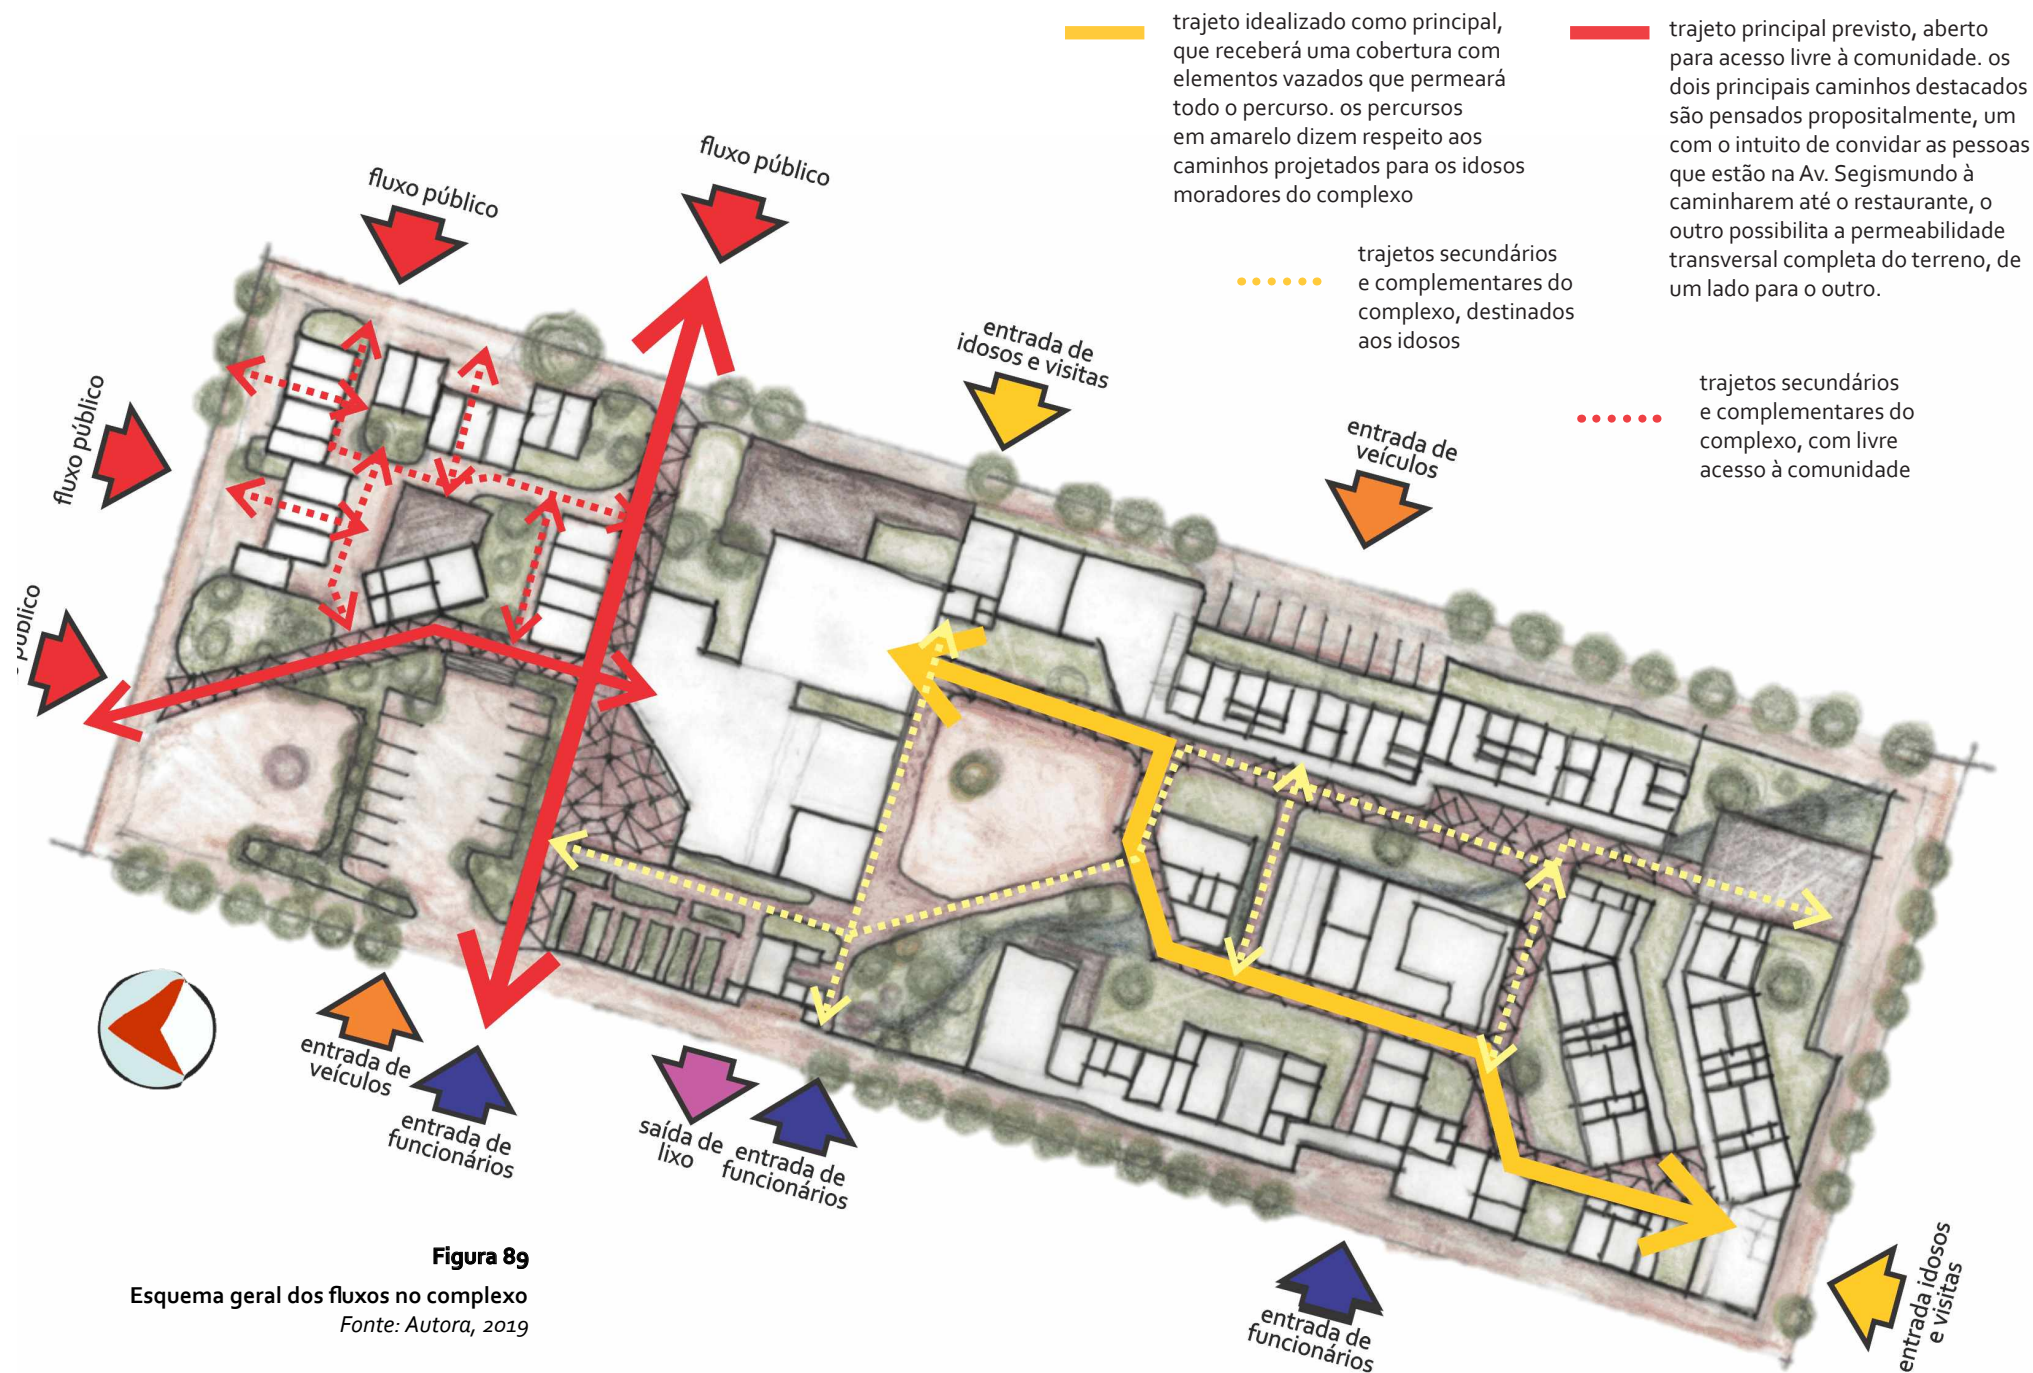 trajeto idealizado como principal,
que receberá uma cobertura com
elementos vazados que permeará
todo o percurso. os percursos
em amarelo dizem respeito aos
caminhos projetados para os idosos
moradores do complexo
trajeto principal previsto, aberto
para acesso livre à comunidade. os
dois principais caminhos destacados
são pensados propositalmente, um
com o intuito de convidar as pessoas
que estão na Av. Segismundo à
caminharem até o restaurante, o
outro possibilita a permeabilidade
transversal completa do terreno, de
um lado para o outro.
trajetos secundários
e complementares do
complexo, destinados
aos idosos
trajetos secundários
e complementares do
complexo, com livre
acesso à comunidade
fluxo público
fluxo público
entrada de
idosos e visitas
entrada de
veículos
fluxo público
público
entrada de
veículos
entrada de
funcionários
saída de
lixo
entrada de
funcionários
entrada de
funcionários
entrada idosos
e visitas
Figura 89
Esquema geral dos fluxos no complexo
Fonte: Autora, 2019